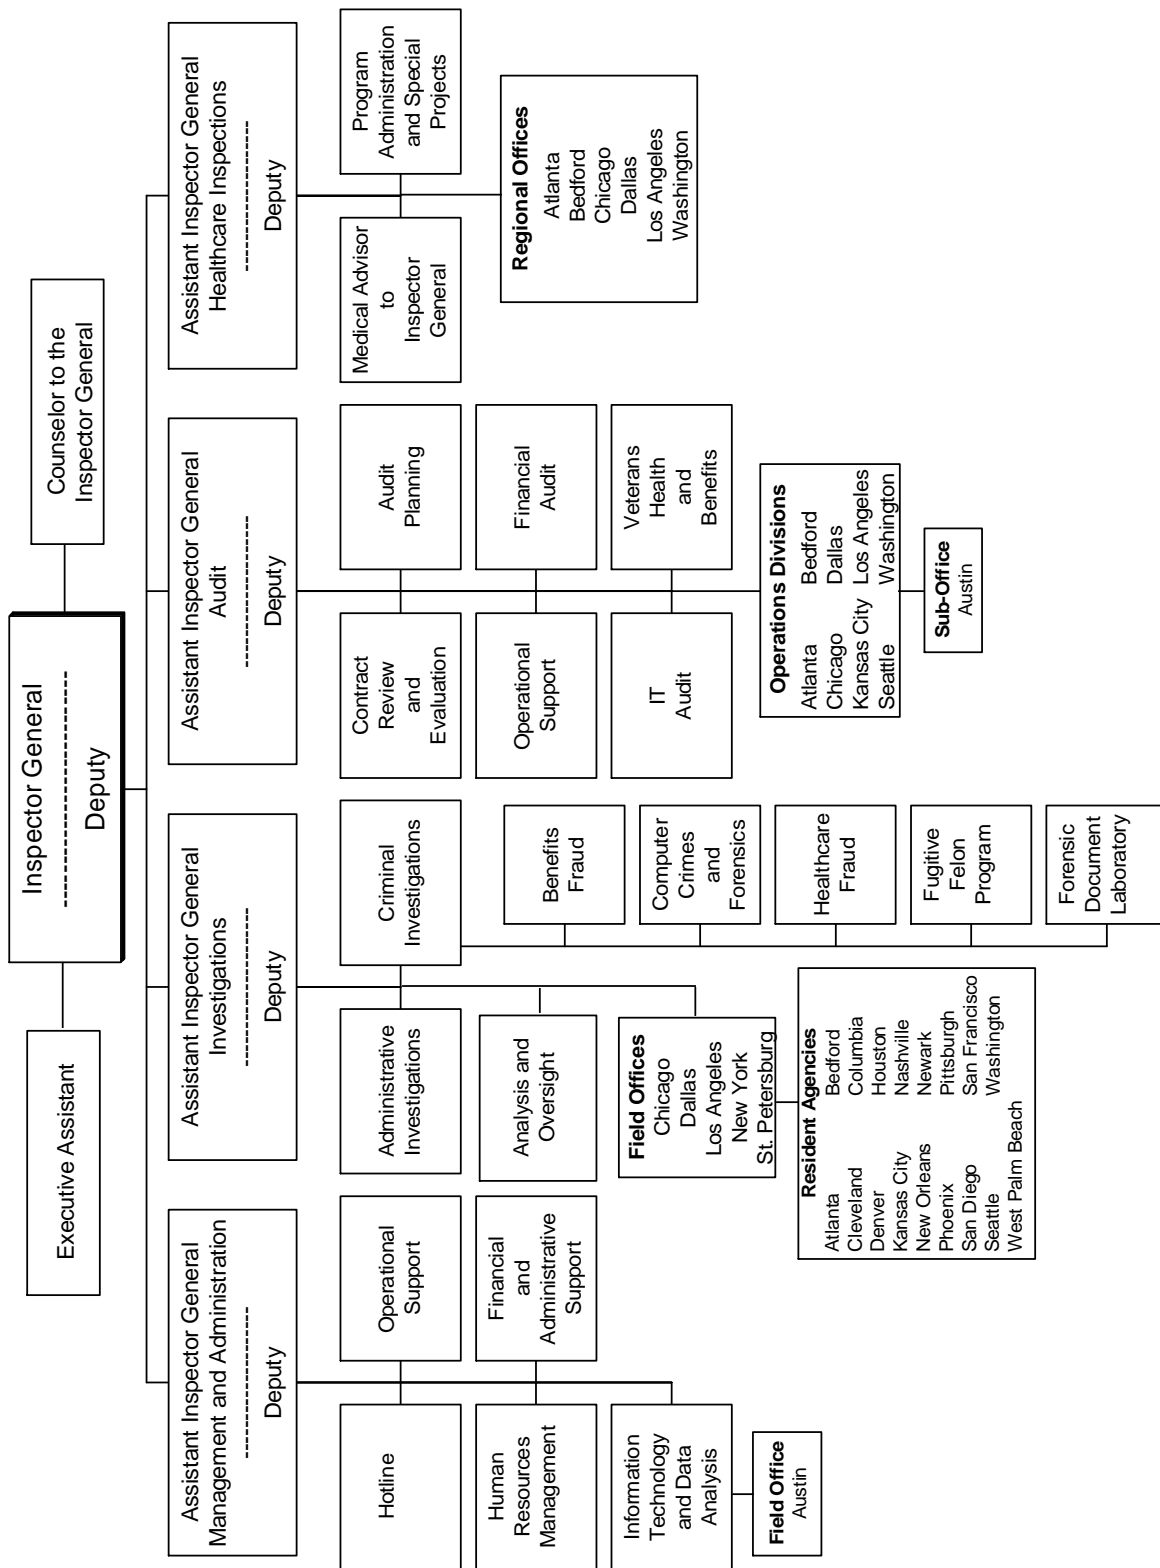 Inspector General
Deputy
Executive Assistant
Counselor to the
Inspector General
Assistant Inspector General
Management and Administration
Deputy
Hotline
Operational
Support
Human
Resources
Management
Financial
and
Administrative
Support
Information
Technology
and Data
Analysis
Field Office
Austin
Assistant Inspector General
Investigations
Deputy
Administrative
Investigations
Criminal
Investigations
Analysis and
Oversight
Field Offices
Chicago
Dallas
Los Angeles
New York
St. Petersburg
Resident Agencies
Atlanta Bedford
Cleveland Columbia
Denver Houston
Kansas City Nashville
New Orleans Newark
Phoenix Pittsburgh
San Diego San Francisco
Seattle Washington
West Palm Beach
Benefits
Fraud
Computer
Crimes
and
Forensics
Healthcare
Fraud
Fugitive
Felon
Program
Forensic
Document
Laboratory
Assistant Inspector General
Audit
Deputy
Contract
Review
and
Evaluation
Audit
Planning
Operational
Support
Financial
Audit
IT
Audit
Veterans
Health
and
Benefits
Operations Divisions
Atlanta Bedford
Chicago Dallas
Kansas City Los Angeles
Seattle Washington
Sub-Office
Austin
Assistant Inspector General
Healthcare Inspections
Deputy
Medical Advisor
to
Inspector
General
Program
Administration
and Special
Projects
Regional Offices
Atlanta
Bedford
Chicago
Dallas
Los Angeles
Washington